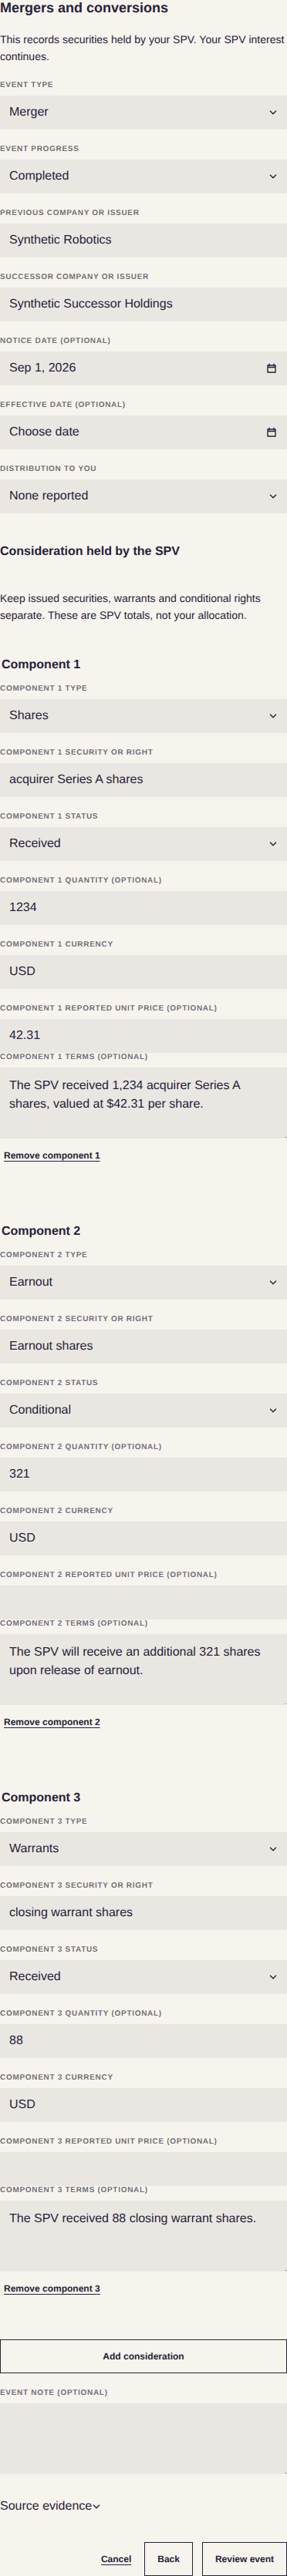 Mergers and conversions
This records securities held by your SPV. Your SPV interest
continues.
EVENT TYPE
Merger
EVENT PROGRESS
Completed
PREVIOUS COMPANY OR ISSUER
Synthetic Robotics
SUCCESSOR COMPANY OR ISSUER
Synthetic Successor Holdings
NOTICE DATE (OPTIONAL)
Sep 1, 2026
EFFECTIVE DATE (OPTIONAL)
Choose date
DISTRIBUTION TO YOU
None reported
Consideration held by the SPV
Keep issued securities, warrants and conditional rights
separate. These are SPV totals, not your allocation.
Component 1
COMPONENT 1 TYPE
Shares
COMPONENT 1 SECURITY OR RIGHT
acquirer Series A shares
COMPONENT 1 STATUS
Received
COMPONENT 1 QUANTITY (OPTIONAL)
1234
COMPONENT 1 CURRENCY
USD
COMPONENT 1 REPORTED UNIT PRICE (OPTIONAL)
42.31
COMPONENT 1 TERMS (OPTIONAL)
The SPV received 1,234 acquirer Series A
shares, valued at $42.31 per share.
Remove component 1
Component 2
COMPONENT 2 TYPE
Earnout
COMPONENT 2 SECURITY OR RIGHT
Earnout shares
COMPONENT 2 STATUS
Conditional
COMPONENT 2 QUANTITY (OPTIONAL)
321
COMPONENT 2 CURRENCY
USD
COMPONENT 2 REPORTED UNIT PRICE (OPTIONAL)
COMPONENT 2 TERMS (OPTIONAL)
The SPV will receive an additional 321 shares
upon release of earnout.
Remove component 2
Component 3
COMPONENT 3 TYPE
Warrants
COMPONENT 3 SECURITY OR RIGHT
closing warrant shares
COMPONENT 3 STATUS
Received
COMPONENT 3 QUANTITY (OPTIONAL)
88
COMPONENT 3 CURRENCY
USD
COMPONENT 3 REPORTED UNIT PRICE (OPTIONAL)
COMPONENT 3 TERMS (OPTIONAL)
The SPV received 88 closing warrant shares.
Remove component 3
Add consideration
EVENT NOTE (OPTIONAL)
Source evidence
Cancel
Back
Review event